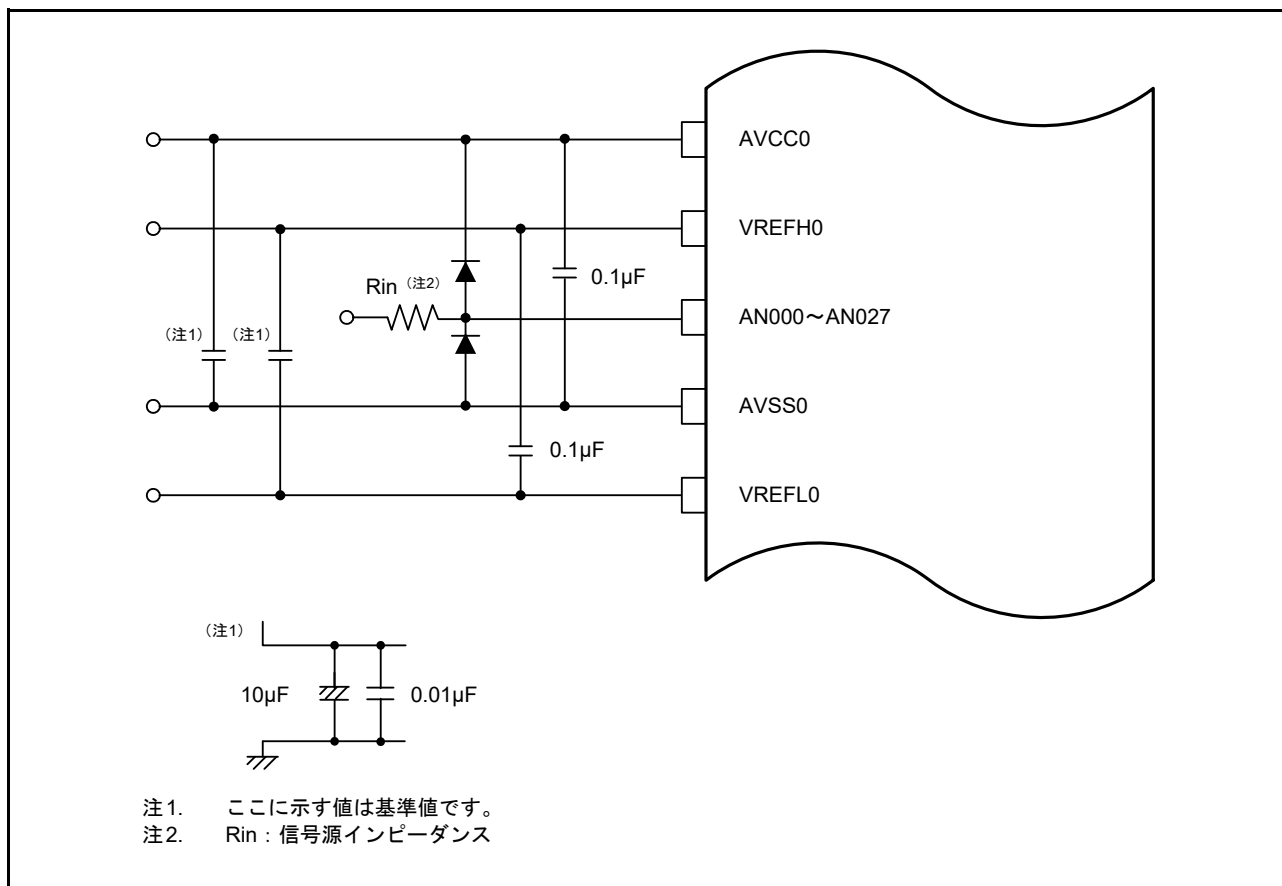 AVCC0
VREFH0
Rin（注2）
0.1µF
AN000～AN027
（注1）（注1）
AVSS0
0.1µF
VREFL0
（注1）
10µF 0.01µF
注1. ここに示す値は基準値です。
注2. Rin：信号源インピーダンス